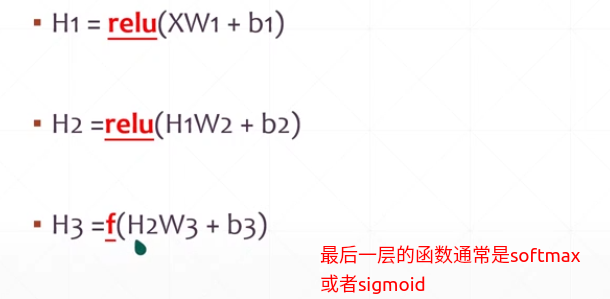 ▪ H1 = relu(XW1 + b1)
▪ H2 =relu(H1W2 + b2)
▪ H3 =f(H2W3 + b3)
最后一层的函数通常是softmax
或者sigmoid